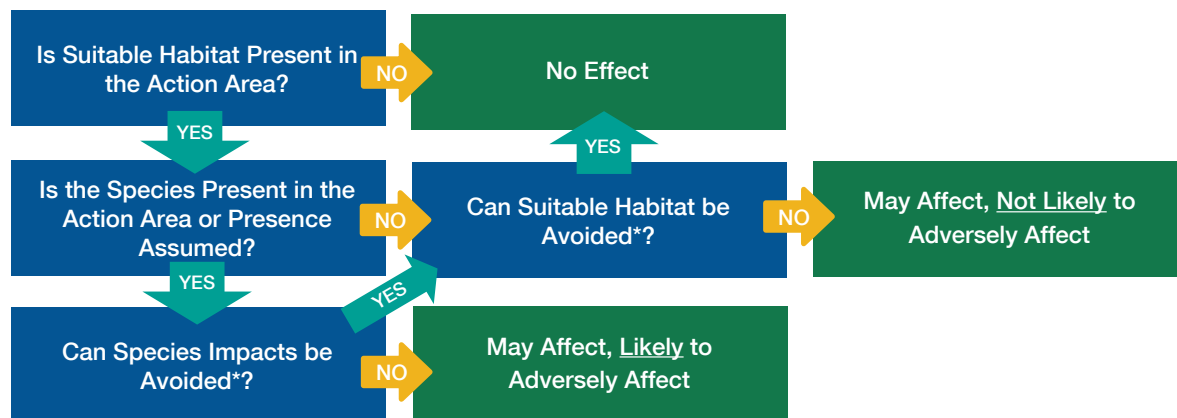 Is Suitable Habitat Present in
the Action Area?
NO
No Effect
YES
YES
Is the Species Present in the
Action Area or Presence
Assumed?
NO
Can Suitable Habitat be
Avoided*?
NO
May Affect, Not Likely to
Adversely Affect
YES
YES
Can Species Impacts be
Avoided*?
NO
May Affect, Likely to
Adversely Affect